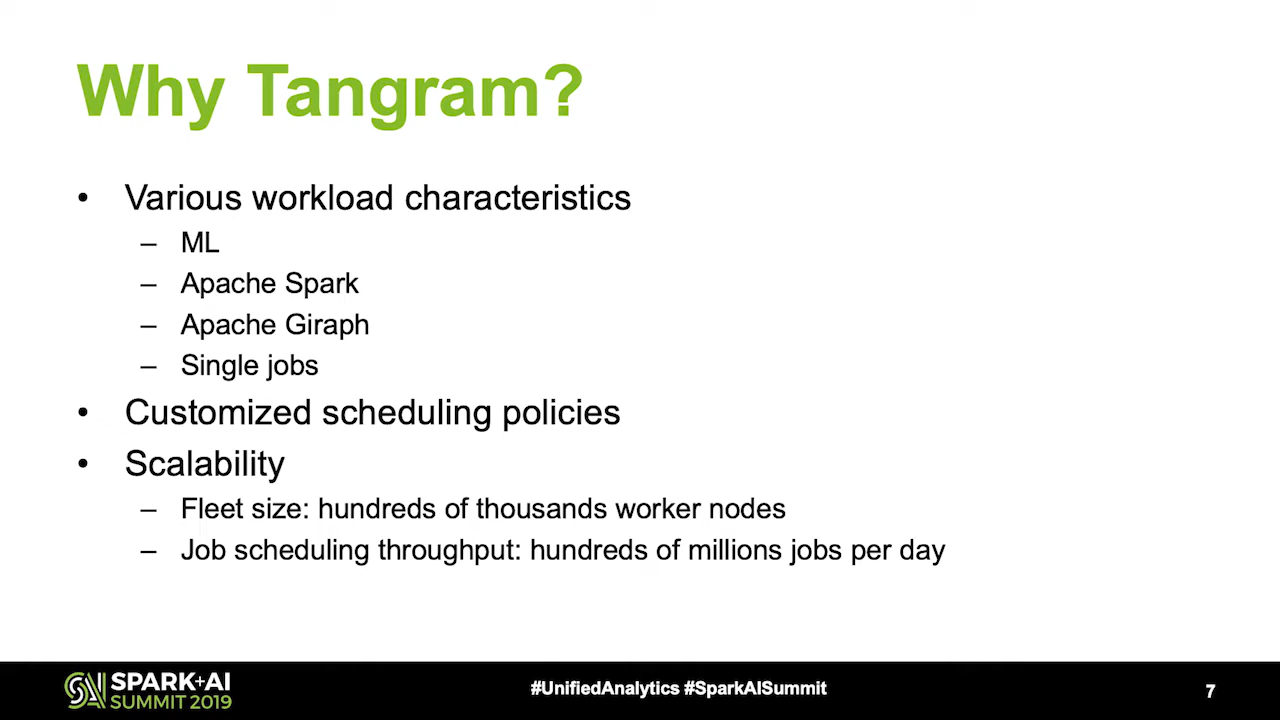 Why Tangram?
• Various workload characteristics
– ML
– Apache Spark
– Apache Giraph
– Single jobs
• Customized scheduling policies
• Scalability
– Fleet size: hundreds of thousands worker nodes
– Job scheduling throughput: hundreds of millions jobs per day
SPARK+AI
SUMMIT 2019
#UnifiedAnalytics #SparkAISummit
7